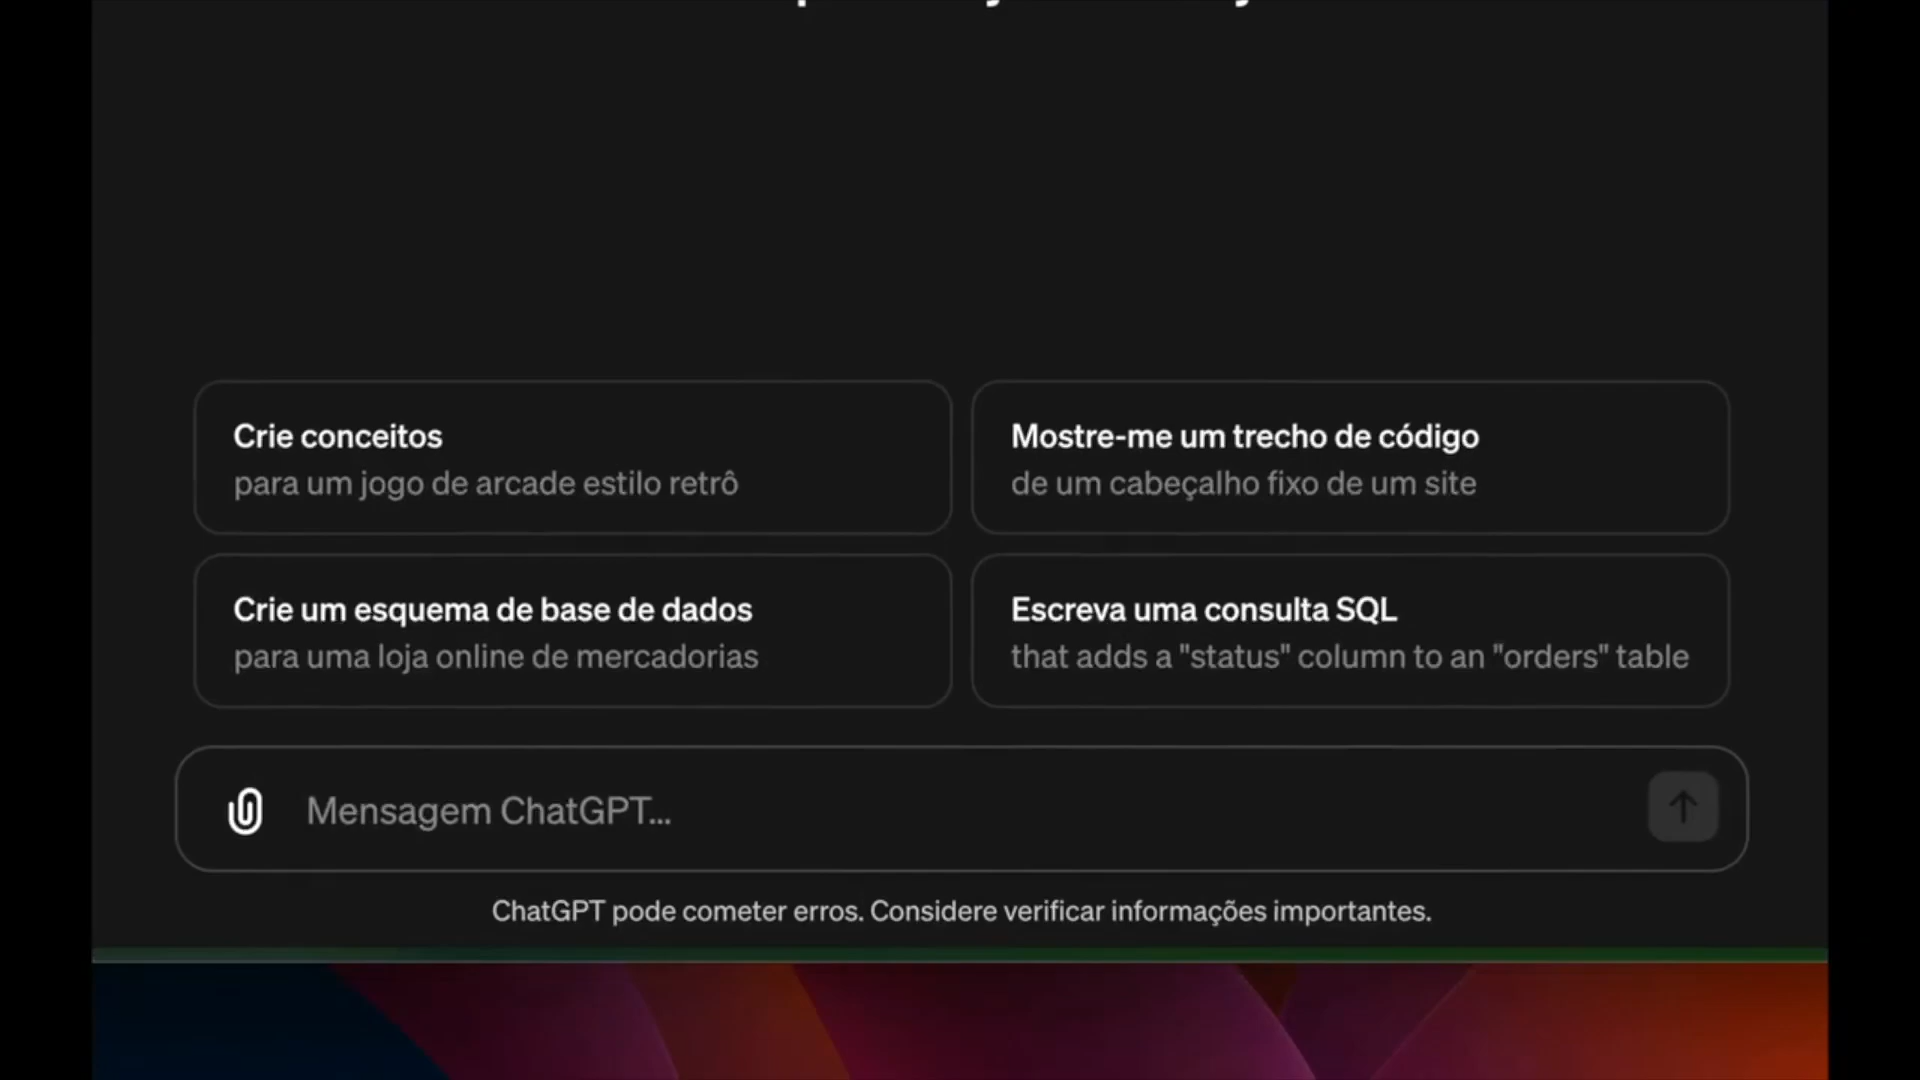 Crie conceitos
para um jogo de arcade estilo retrô
Mostre-me um trecho de código
de um cabeçalho fixo de um site
Crie um esquema de base de dados
para uma loja online de mercadorias
Escreva uma consulta SQL
that adds a "status" column to an "orders" table
Mensagem ChatGPT...
ChatGPT pode cometer erros. Considere verificar informações importantes.